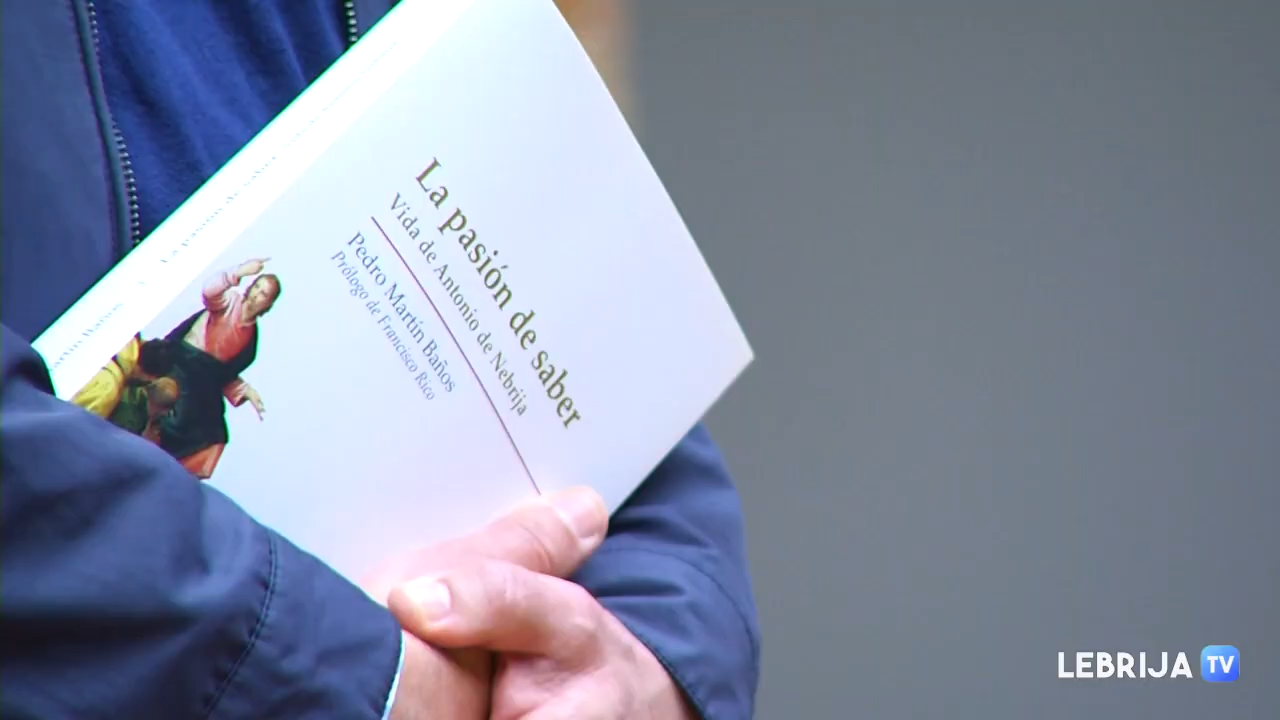 La pasión de saber
Vida de Antonio de Nebrija
Pedro Martín Baños
Prólogo de Francisco Rico
LEBRIJA TV